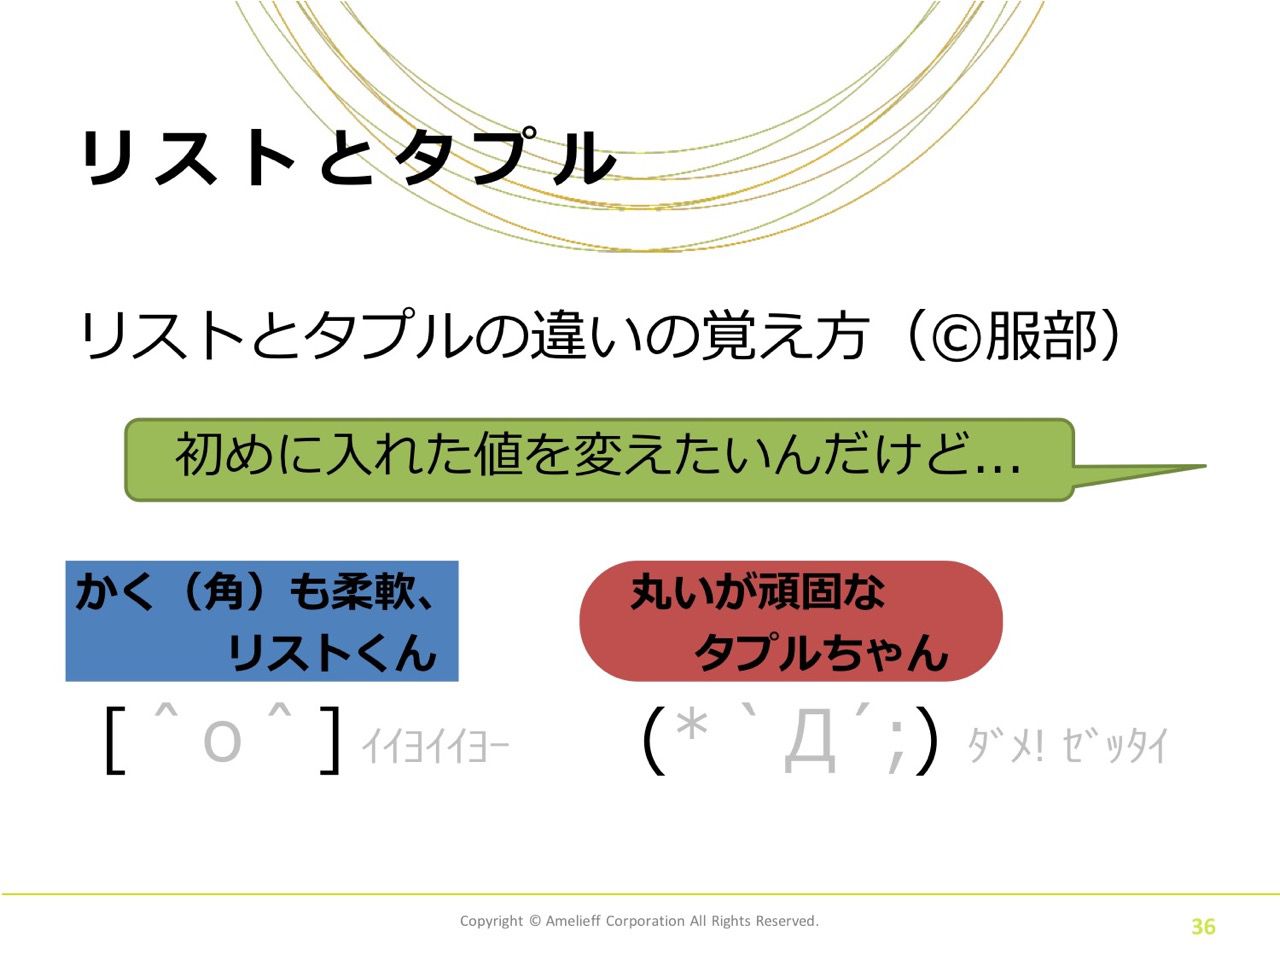 リストとタプル
リストとタプルの違いの覚え方（©服部）
初めに入れた値を変えたいんだけど…
かく（角）も柔軟、
リストくん
丸いが頑固な
タプルちゃん
[ ＾o＾ ] ｲｲﾖｲｲﾖｰ
(*｀Д´;) ﾀﾞﾒ! ｾﾞｯﾀｲ
Copyright © Amelieff Corporation All Rights Reserved.
36